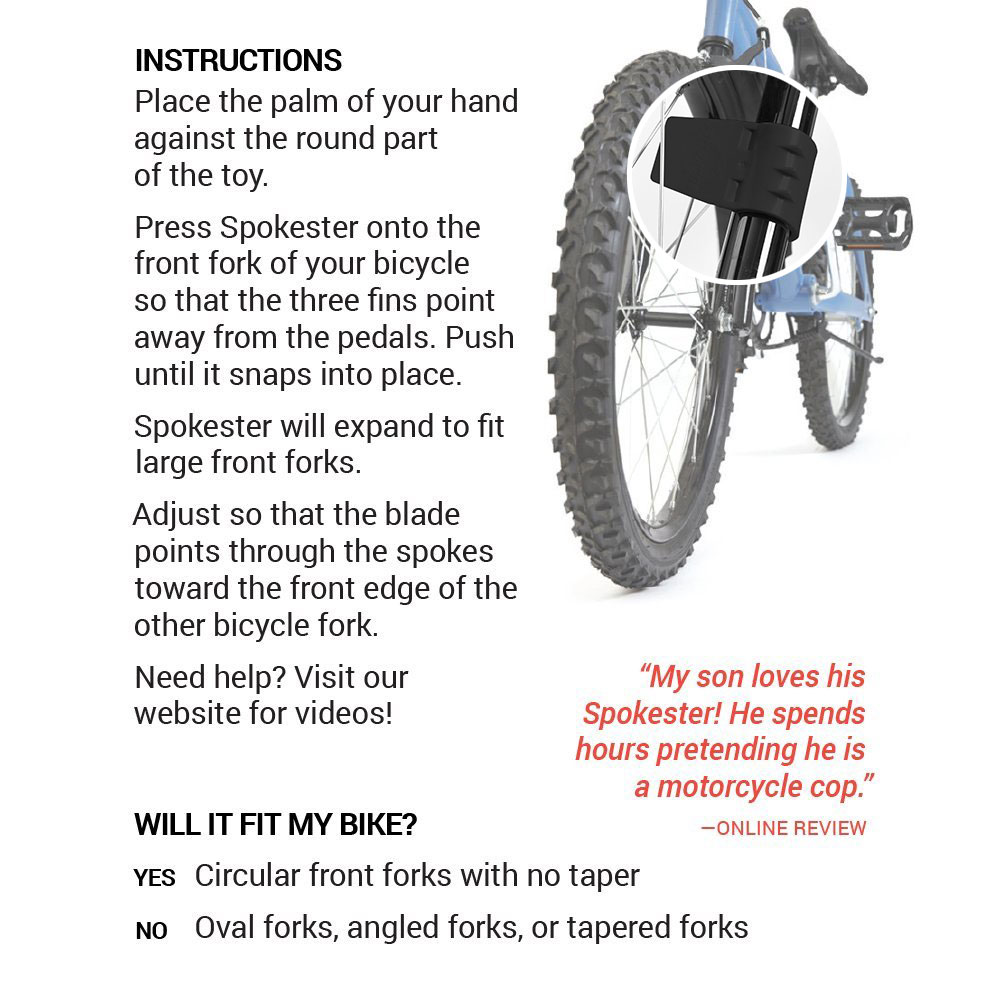 INSTRUCTIONS
Place the palm of your hand
against the round part
of the toy.
Press Spokester onto the
front fork of your bicycle
so that the three fins point
away from the pedals. Push
until it snaps into place.
Spokester will expand to fit
large front forks.
Adjust so that the blade
points through the spokes
toward the front edge of the
other bicycle fork.
Need help? Visit our
website for videos!
“My son loves his
Spokester! He spends
hours pretending he is
a motorcycle cop.”
—ONLINE REVIEW
WILL IT FIT MY BIKE?
YES Circular front forks with no taper
NO Oval forks, angled forks, or tapered forks